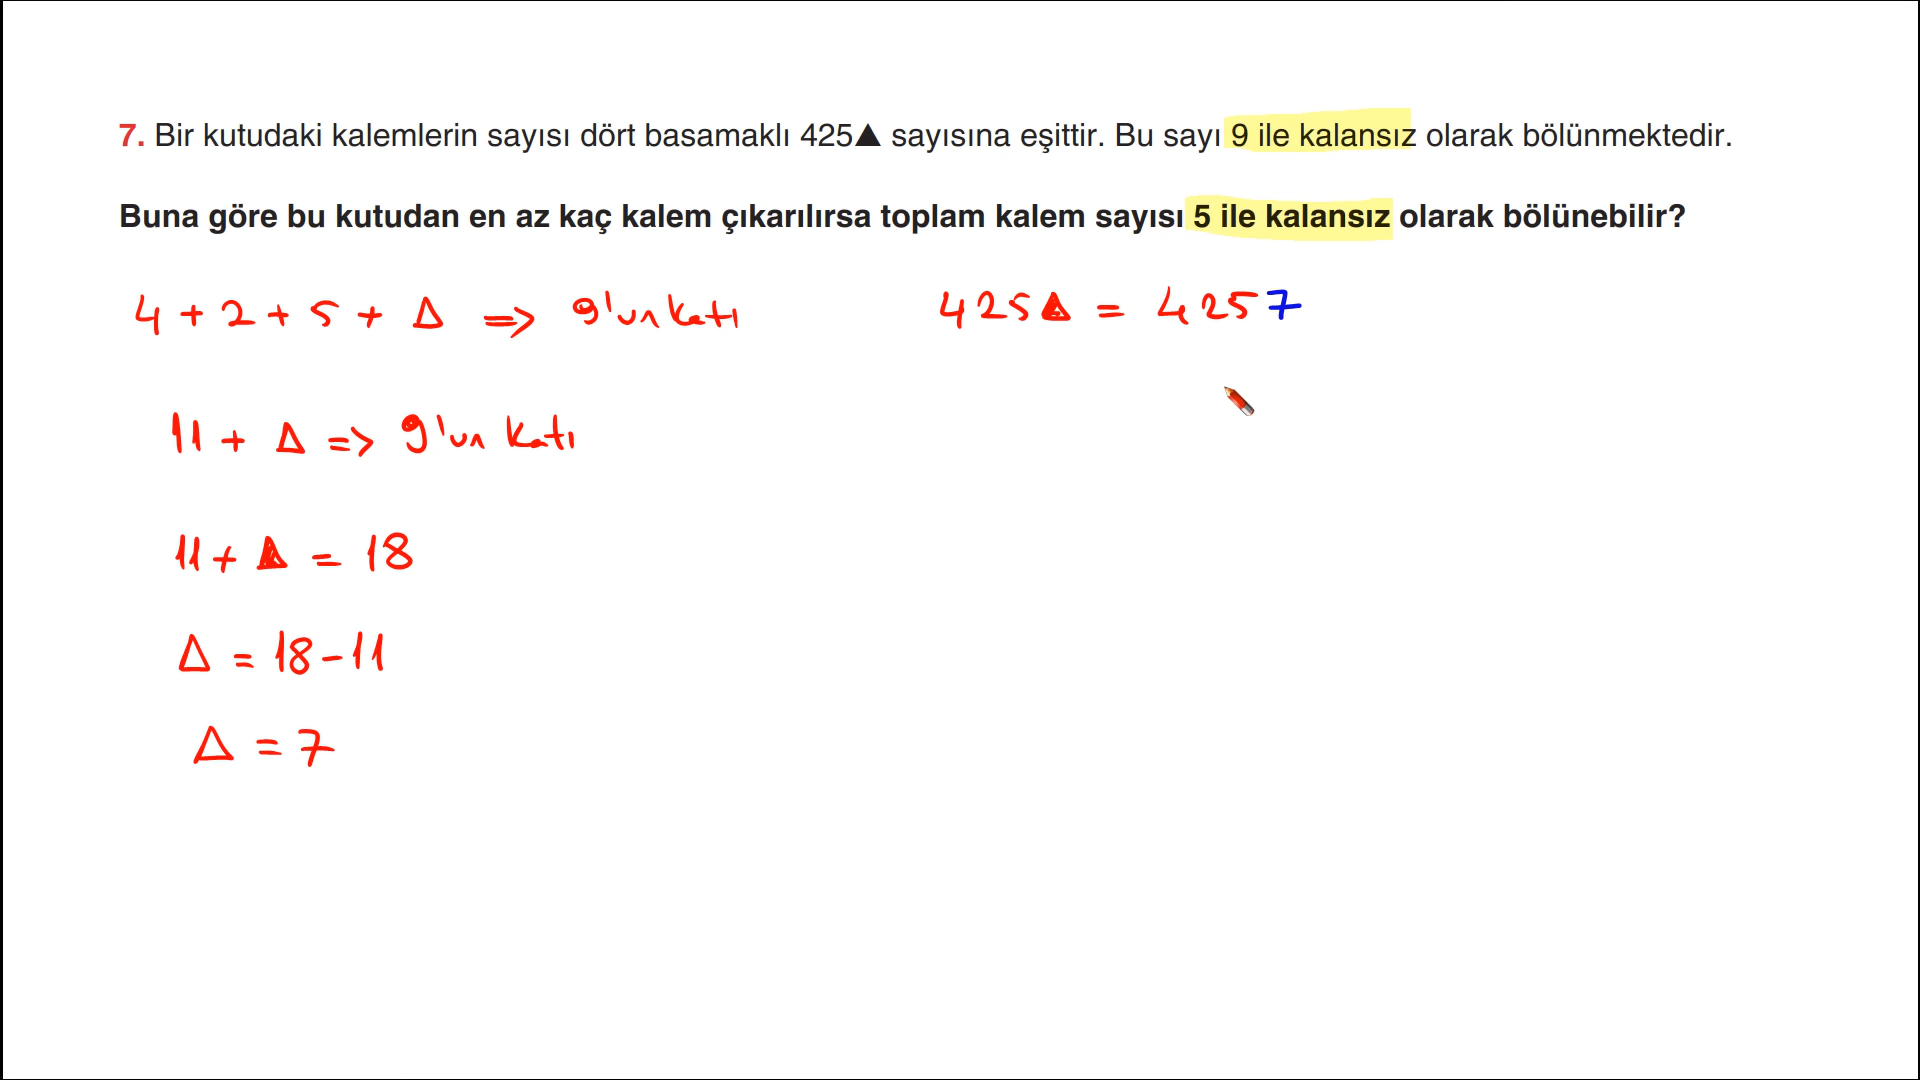 7. Bir kutudaki kalemlerin sayısı dört basamaklı 425▲ sayısına eşittir. Bu sayı 9 ile kalansız olarak bölünmektedir.
Buna göre bu kutudan en az kaç kalem çıkarılırsa toplam kalem sayısı 5 ile kalansız olarak bölünebilir?
4 + 2 + 5 + Δ ⇒ 9'un katı
11 + Δ ⇒ 9'un katı
11 + Δ = 18
Δ = 18 - 11
Δ = 7
425Δ = 4257